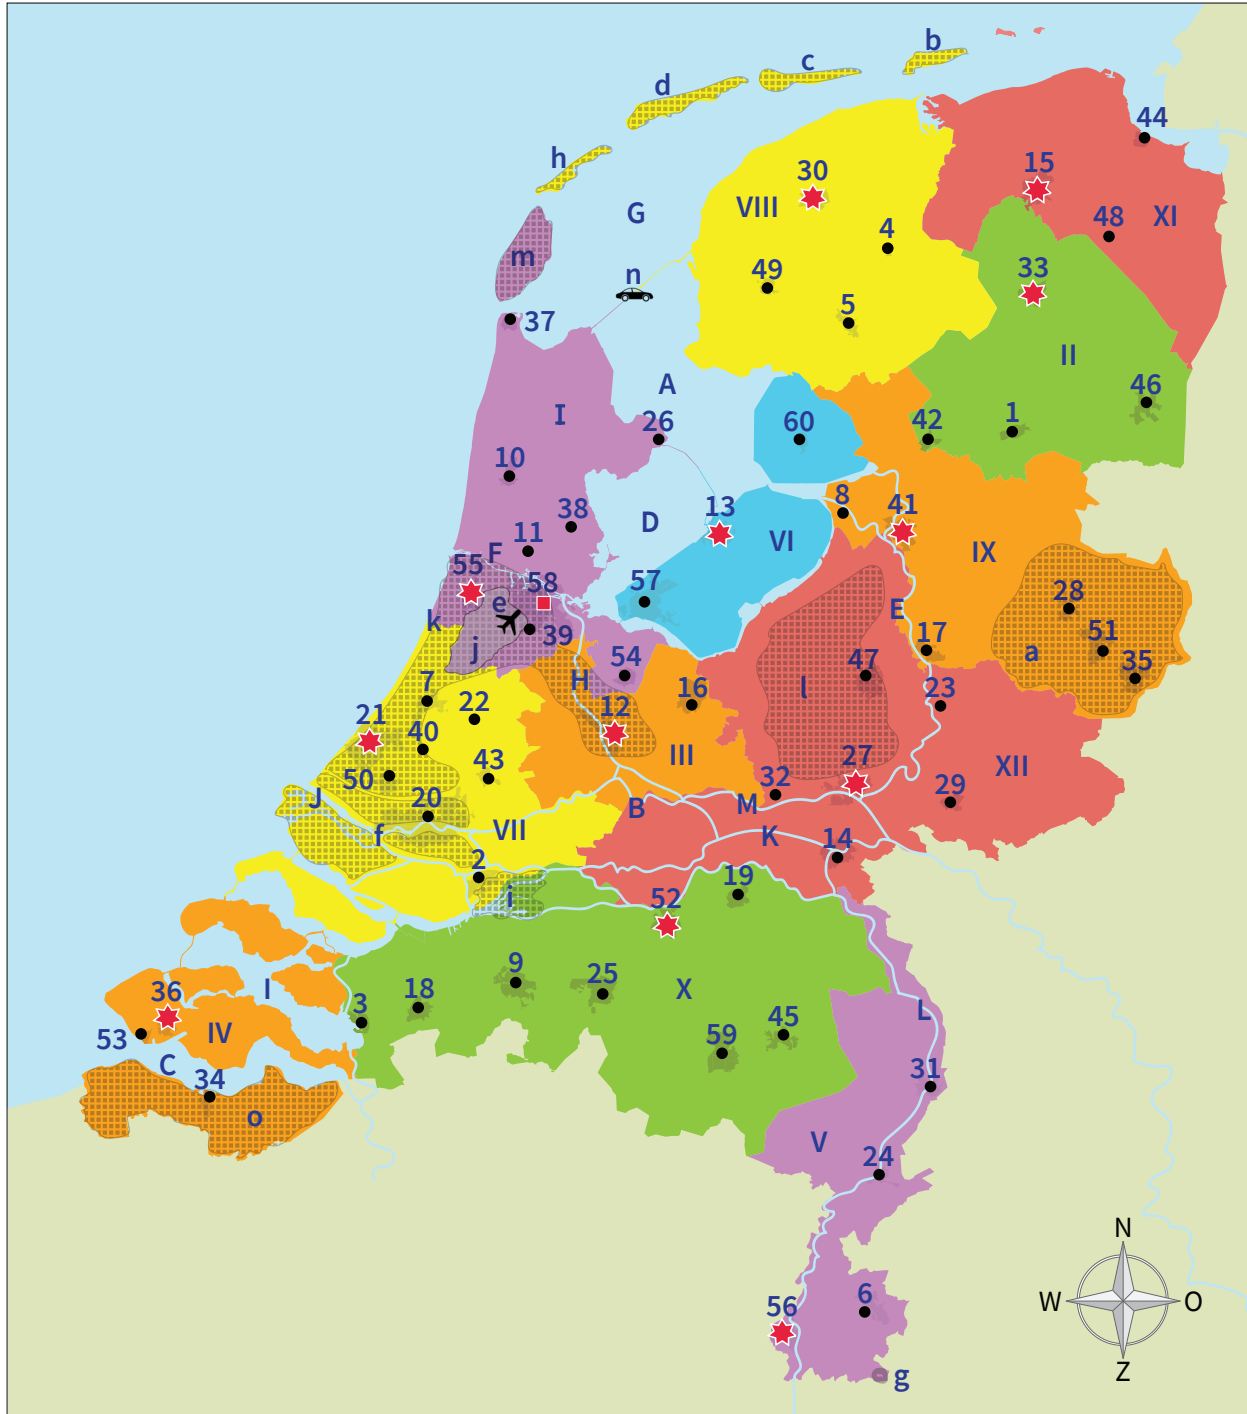 b
c
d
44
h
15
30
G
VIII
48
XI
4
m
n
49
33
5
37
II
A
46
I
26
60
42
1
10
8
13
41
38
D
11
VI
IX
F
55
58
57
e
28
E
k
39
17
51
a
j
54
47
35
H
l
7
16
23
22
12
21
40
III
27
XII
50
43
32
29
J
20
M
B
f
VII
K
14
2
19
i
52
9
I
25
X
36
18
3
L
IV
53
45
59
C
34
31
o
V
24
N
6
W
O
56
Z
g